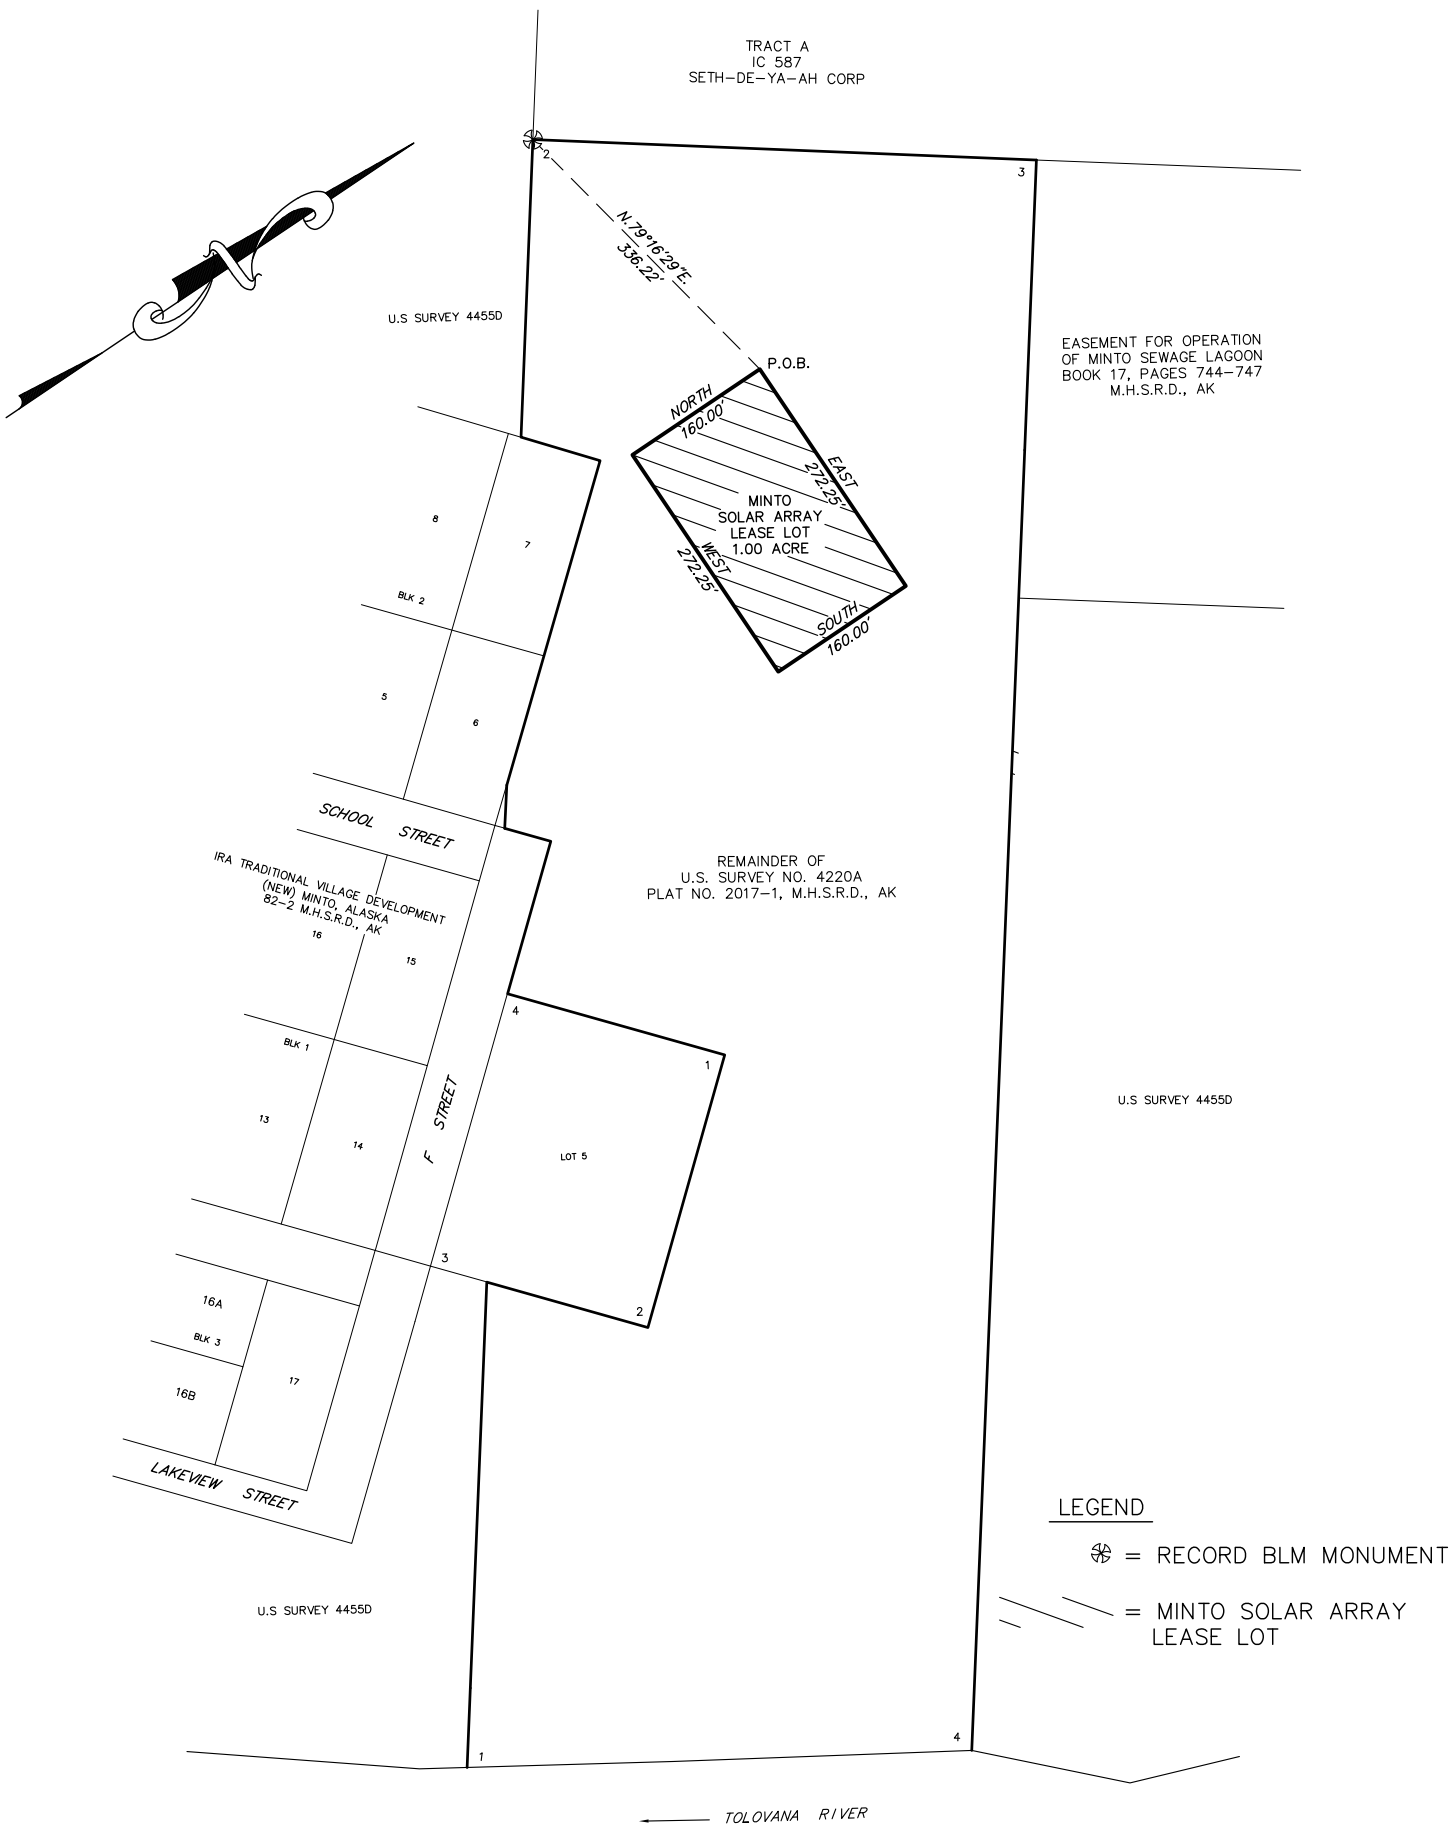 TRACT A
IC 587
SETH-DE-YA-AH CORP
2
3
N.79°16'29"E.
336.22'
U.S SURVEY 4455D
P.O.B.
EASEMENT FOR OPERATION
OF MINTO SEWAGE LAGOON
BOOK 17, PAGES 744-747
M.H.S.R.D., AK
NORTH
160.00'
EAST
272.25'
MINTO
SOLAR ARRAY
LEASE LOT
1.00 ACRE
WEST
272.25'
SOUTH
160.00'
8
7
BLK 2
5
6
SCHOOL STREET
IRA TRADITIONAL VILLAGE DEVELOPMENT
(NEW) MINTO, ALASKA
82-2 M.H.S.R.D., AK
REMAINDER OF
U.S. SURVEY NO. 4220A
PLAT NO. 2017-1, M.H.S.R.D., AK
16
15
4
BLK 1
1
13
14
F STREET
LOT 5
U.S SURVEY 4455D
3
2
16A
BLK 3
17
16B
LAKEVIEW STREET
U.S SURVEY 4455D
LEGEND
= RECORD BLM MONUMENT
= MINTO SOLAR ARRAY
LEASE LOT
1
4
TOLOVANA RIVER